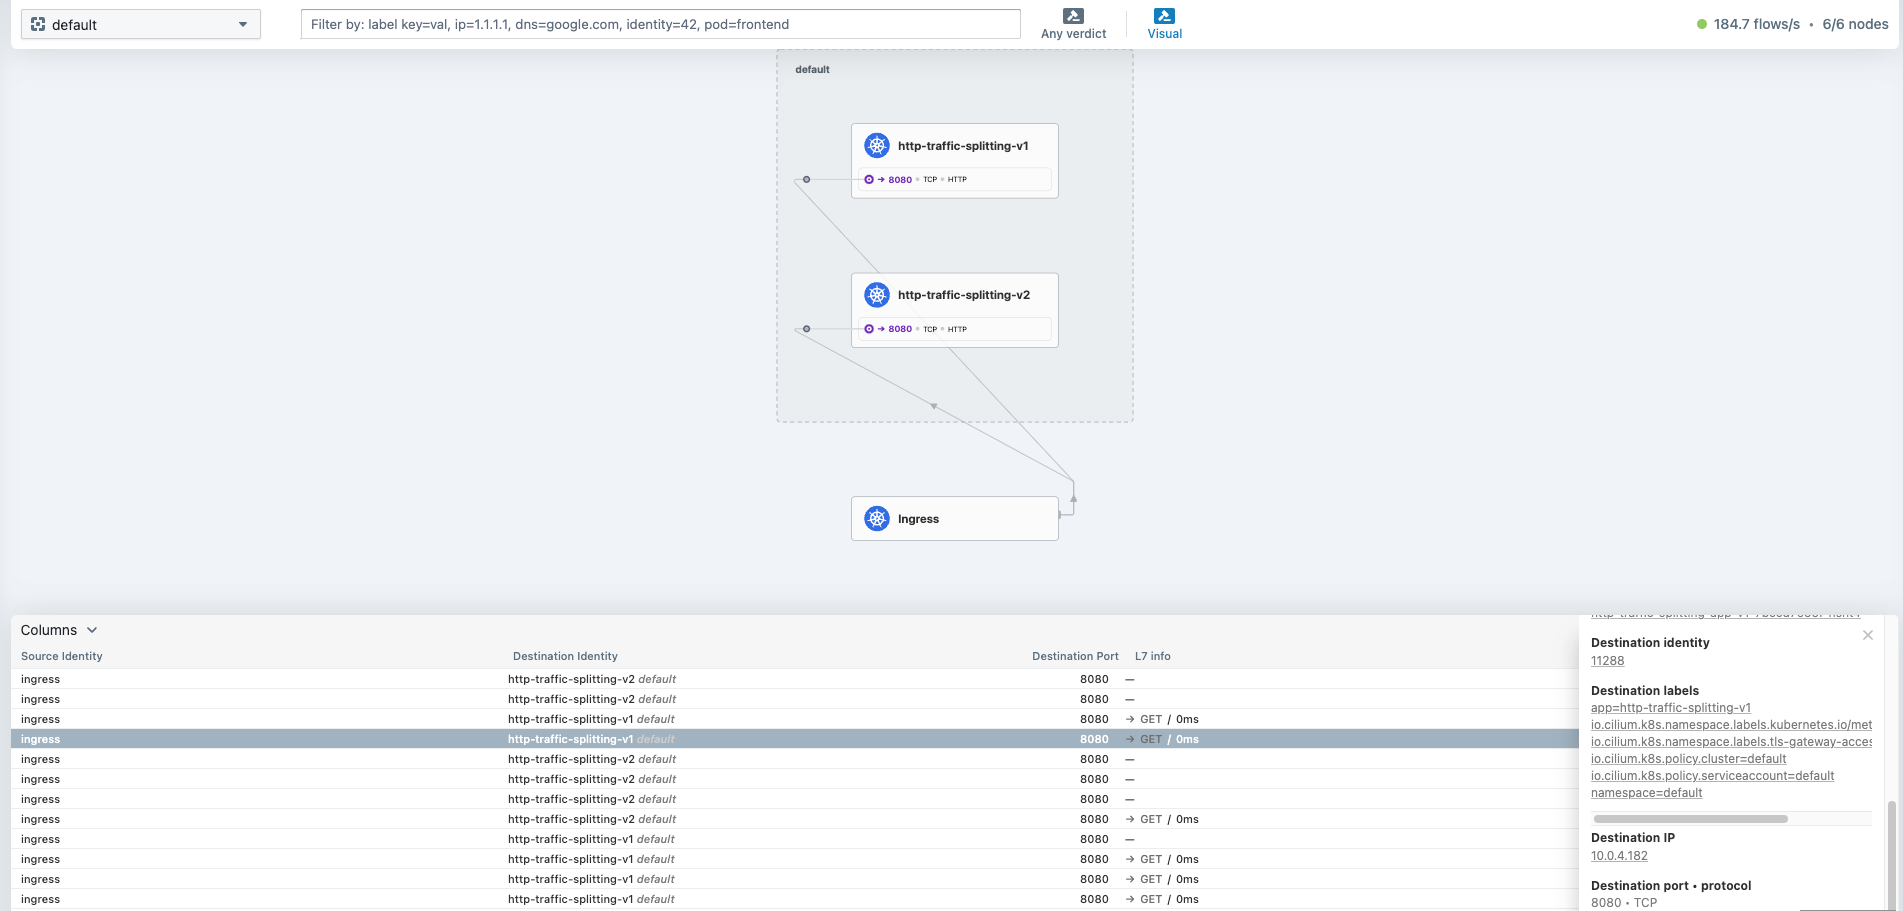 default
Filter by: label key=val, ip=1.1.1.1, dns=google.com, identity=42, pod=frontend
Any verdict
Visual
184.7 flows/s • 6/6 nodes
default
http-traffic-splitting-v1
→ 8080 • TCP • HTTP
http-traffic-splitting-v2
→ 8080 • TCP • HTTP
Ingress
Columns
Source Identity Destination Identity Destination Port L7 info
ingress http-traffic-splitting-v2 default 8080 —
ingress http-traffic-splitting-v2 default 8080 —
ingress http-traffic-splitting-v1 default 8080 → GET / 0ms
ingress http-traffic-splitting-v1 default 8080 → GET / 0ms
ingress http-traffic-splitting-v2 default 8080 —
ingress http-traffic-splitting-v2 default 8080 —
ingress http-traffic-splitting-v2 default 8080 —
ingress http-traffic-splitting-v2 default 8080 → GET / 0ms
ingress http-traffic-splitting-v1 default 8080 —
ingress http-traffic-splitting-v1 default 8080 → GET / 0ms
ingress http-traffic-splitting-v1 default 8080 → GET / 0ms
ingress http-traffic-splitting-v1 default 8080 → GET / 0ms
Destination identity
11288
Destination labels
app=http-traffic-splitting-v1
io.cilium.k8s.namespace.labels.kubernetes.io/met
io.cilium.k8s.namespace.labels.tls-gateway-acces
io.cilium.k8s.policy.cluster=default
io.cilium.k8s.policy.serviceaccount=default
namespace=default
Destination IP
10.0.4.182
Destination port • protocol
8080 • TCP